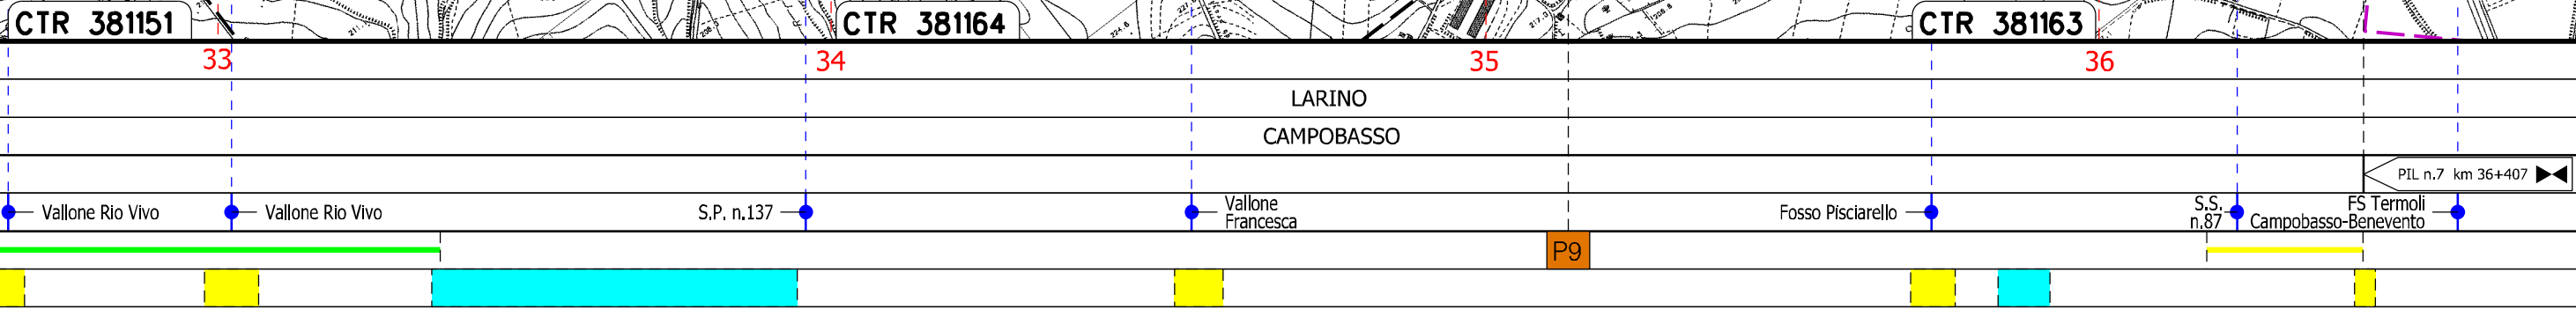 CTR 381151
CTR 381164
CTR 381163
33
34
35
36
LARINO
CAMPOBASSO
PIL n.7 km 36+407
Vallone Rio Vivo
Vallone Rio Vivo
S.P. n.137
Vallone
Francesca
Fosso Pisciarello
S.S.
n.87
FS Termoli
Campobasso-Benevento
P9